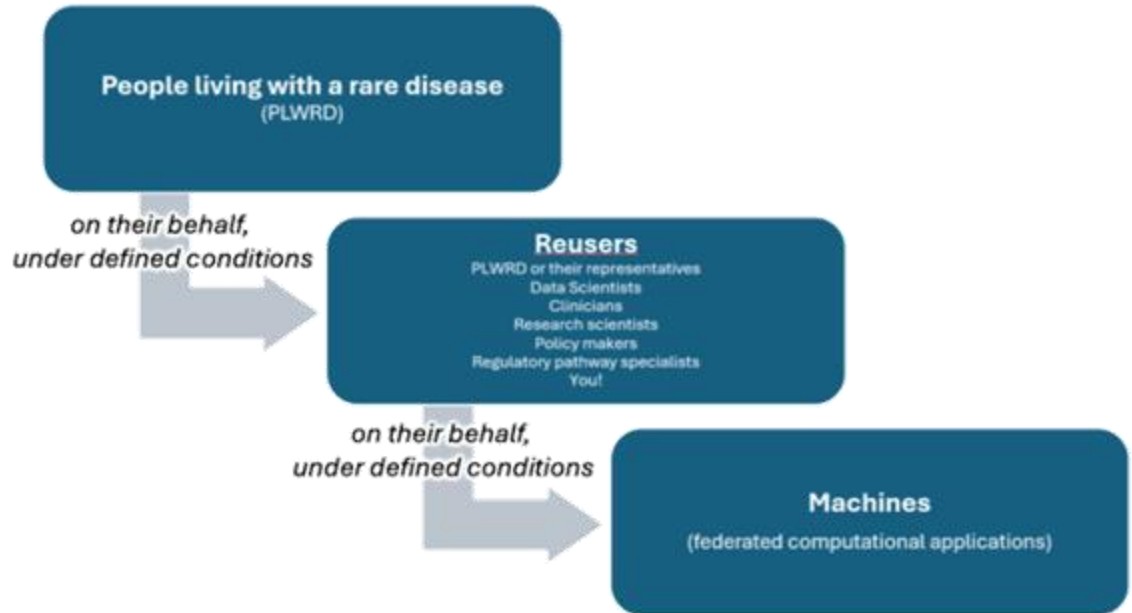 People living with a rare disease
(PLWRD)
on their behalf,
under defined conditions
Reusers
PLWRD or their representatives
Data Scientists
Clinicians
Research scientists
Policy makers
Regulatory pathway specialists
You!
on their behalf,
under defined conditions
Machines
(federated computational applications)